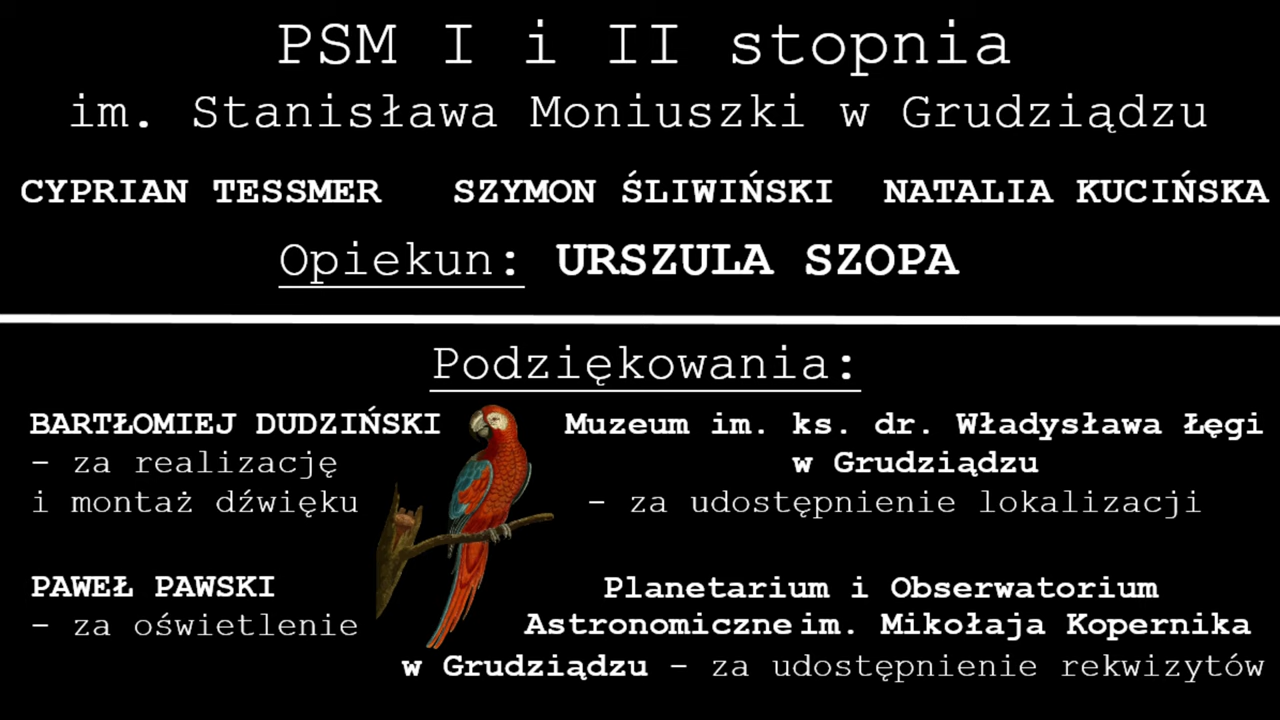 PSM I i II stopnia
im. Stanisława Moniuszki w Grudziądzu
CYPRIAN TESSMER SZYMON ŚLIWIŃSKI NATALIA KUCIŃSKA
Opiekun: URSZULA SZOPA
Podziękowania:
BARTŁOMIEJ DUDZIŃSKI
- za realizację
i montaż dźwięku
PAWEŁ PAWSKI
- za oświetlenie
Muzeum im. ks. dr. Władysława Łęgi
w Grudziądzu
- za udostępnienie lokalizacji
Planetarium i Obserwatorium
Astronomiczne im. Mikołaja Kopernika
w Grudziądzu - za udostępnienie rekwizytów